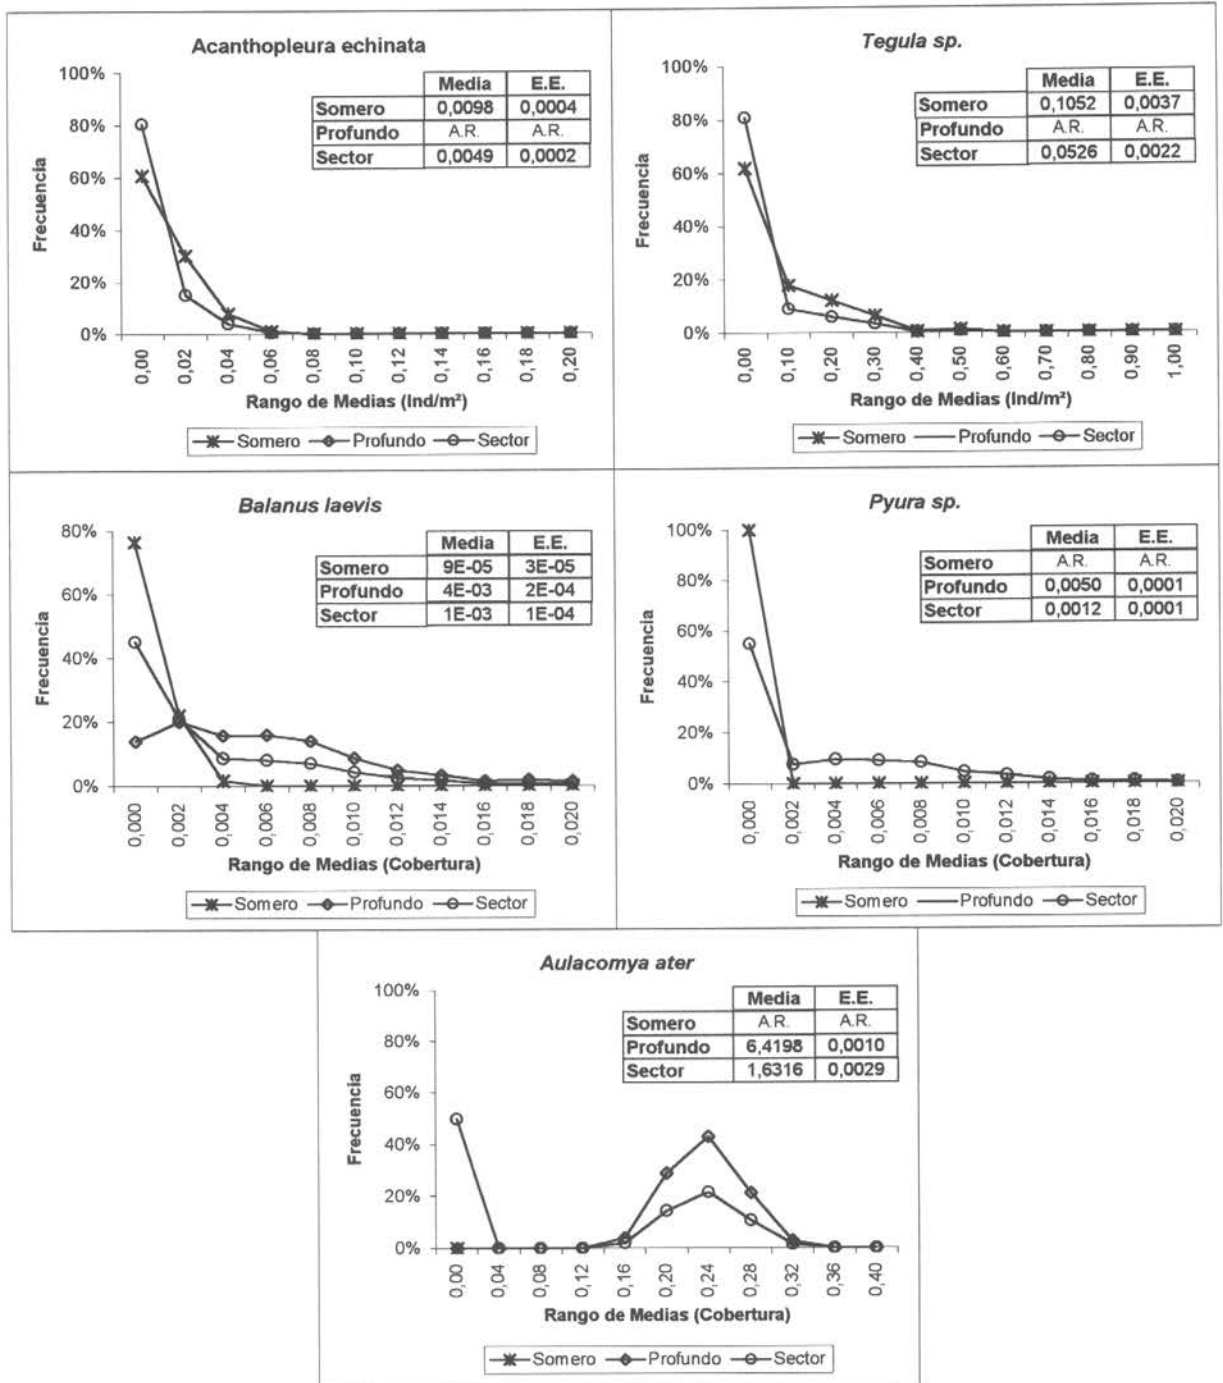 Acanthopleura echinata
Media E.E.
Somero 0,0098 0,0004
Profundo A.R. A.R.
Sector 0,0049 0,0002
100%
80%
60%
40%
20%
0%
Frecuencia
0,00 0,02 0,04 0,06 0,08 0,10 0,12 0,14 0,16 0,18 0,20
Rango de Medias (Ind/m²)
Somero Profundo Sector
Tegula sp.
Media E.E.
Somero 0,1052 0,0037
Profundo A.R. A.R.
Sector 0,0526 0,0022
100%
80%
60%
40%
20%
0%
Frecuencia
0,00 0,10 0,20 0,30 0,40 0,50 0,60 0,70 0,80 0,90 1,00
Rango de Medias (Ind/m²)
Somero Profundo Sector
Balanus laevis
Media E.E.
Somero 9E-05 3E-05
Profundo 4E-03 2E-04
Sector 1E-03 1E-04
80%
60%
40%
20%
0%
Frecuencia
0,000 0,002 0,004 0,006 0,008 0,010 0,012 0,014 0,016 0,018 0,020
Rango de Medias (Cobertura)
Somero Profundo Sector
Pyura sp.
Media E.E.
Somero A.R. A.R.
Profundo 0,0050 0,0001
Sector 0,0012 0,0001
100%
80%
60%
40%
20%
0%
Frecuencia
0,000 0,002 0,004 0,006 0,008 0,010 0,012 0,014 0,016 0,018 0,020
Rango de Medias (Cobertura)
Somero Profundo Sector
Aulacomya ater
Media E.E.
Somero A.R. A.R.
Profundo 6,4198 0,0010
Sector 1,6316 0,0029
100%
80%
60%
40%
20%
0%
Frecuencia
0,00 0,04 0,08 0,12 0,16 0,20 0,24 0,28 0,32 0,36 0,40
Rango de Medias (Cobertura)
Somero Profundo Sector